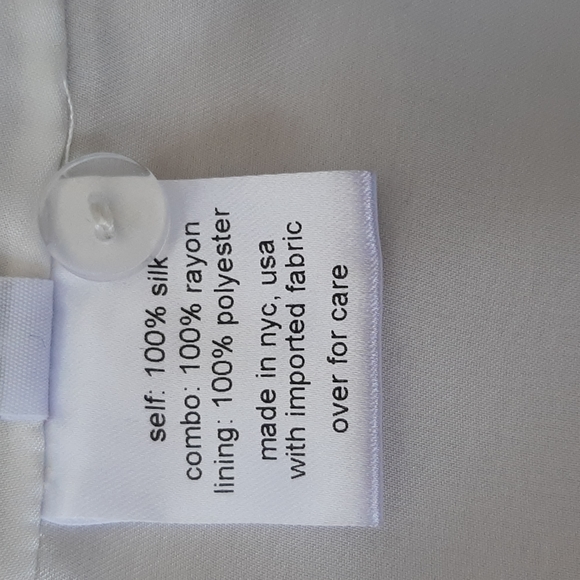 self: 100% silk
combo: 100% rayon
lining: 100% polyester
made in nyc, usa
with imported fabric
over for care